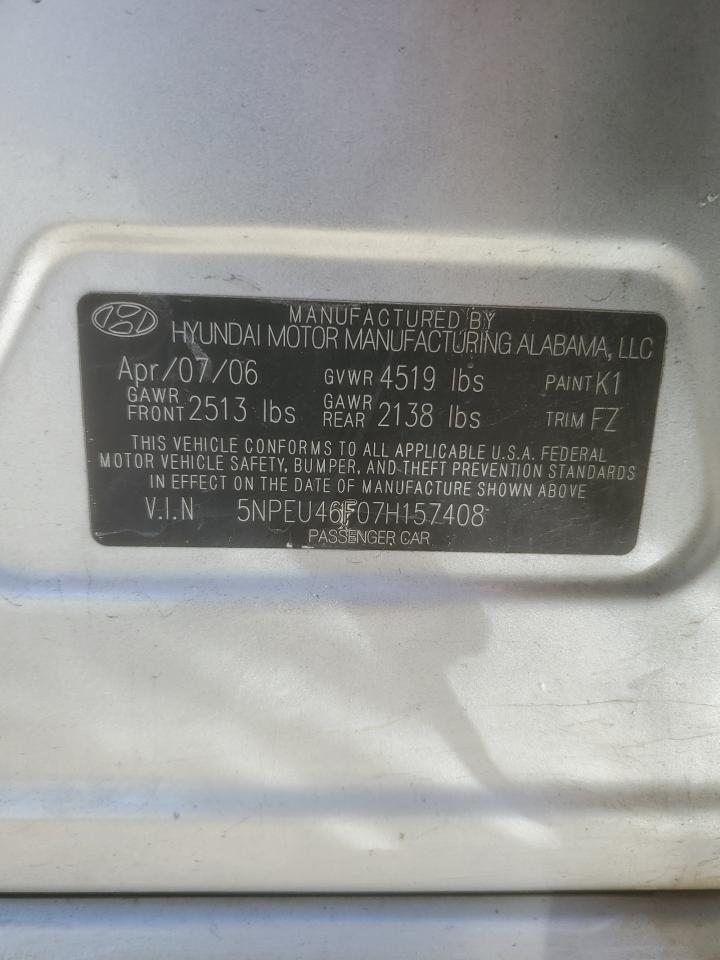 MANUFACTURED BY
HYUNDAI MOTOR MANUFACTURING ALABAMA, LLC
Apr/07/06 GVWR 4519 lbs PAINT K1
GAWR FRONT 2513 lbs GAWR REAR 2138 lbs TRIM FZ
THIS VEHICLE CONFORMS TO ALL APPLICABLE U.S.A. FEDERAL
MOTOR VEHICLE SAFETY, BUMPER, AND THEFT PREVENTION STANDARDS
IN EFFECT ON THE DATE OF MANUFACTURE SHOWN ABOVE
V.I.N 5NPEU46F07H157408
PASSENGER CAR